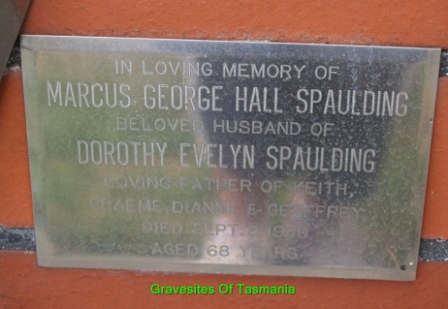 IN LOVING MEMORY OF
MARCUS GEORGE HALL SPAULDING
BELOVED HUSBAND OF
DOROTHY EVELYN SPAULDING
LOVING FATHER OF KEITH,
GRAEME, DIANNE & GEOFFREY
DIED SEPT.
AGED 68 YEARS
Gravesites Of Tasmania